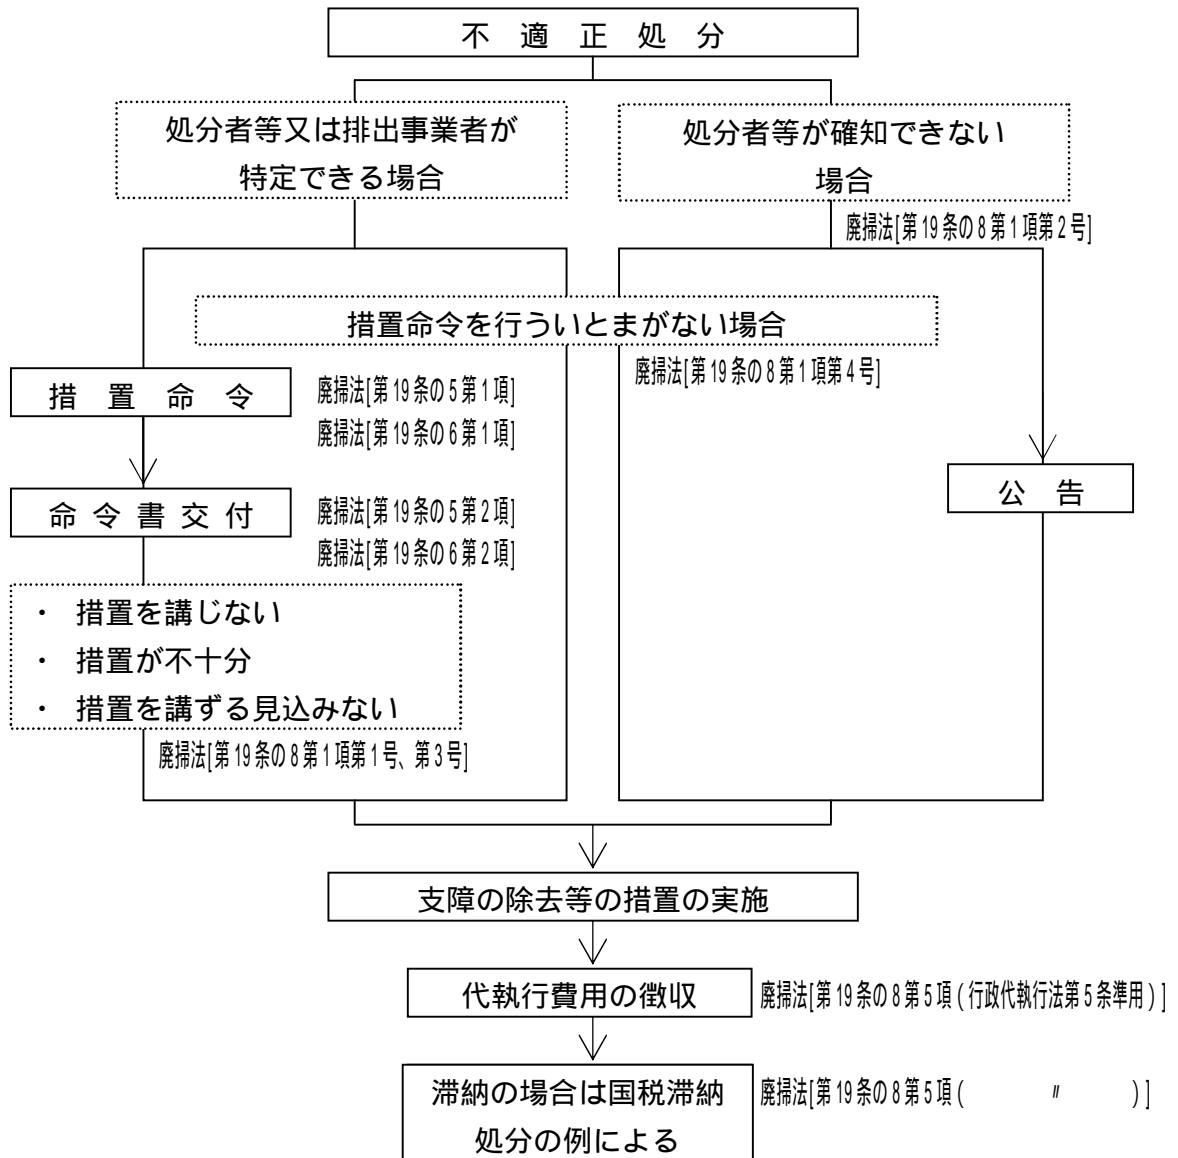 不適正処分
処分者等又は排出事業者が
特定できる場合
処分者等が確知できない
場合
廃掃法[第19条の8第1項第2号]
措置命令を行ういとまがない場合
廃掃法[第19条の8第1項第4号]
措置命令
廃掃法[第19条の5第1項]
廃掃法[第19条の6第1項]
命令書交付
廃掃法[第19条の5第2項]
廃掃法[第19条の6第2項]
公告
・ 措置を講じない
・ 措置が不十分
・ 措置を講ずる見込みない
廃掃法[第19条の8第1項第1号、第3号]
支障の除去等の措置の実施
代執行費用の徴収
廃掃法[第19条の8第5項(行政代執行法第5条準用)]
滞納の場合は国税滞納
処分の例による
廃掃法[第19条の8第5項( 〃 )]